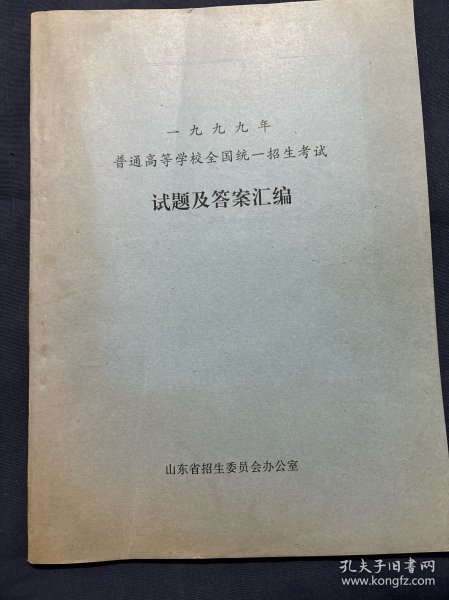 一九九九年
普通高等学校全国统一招生考试
试题及答案汇编
山东省招生委员会办公室
孔夫子旧书网
www.kongfz.com